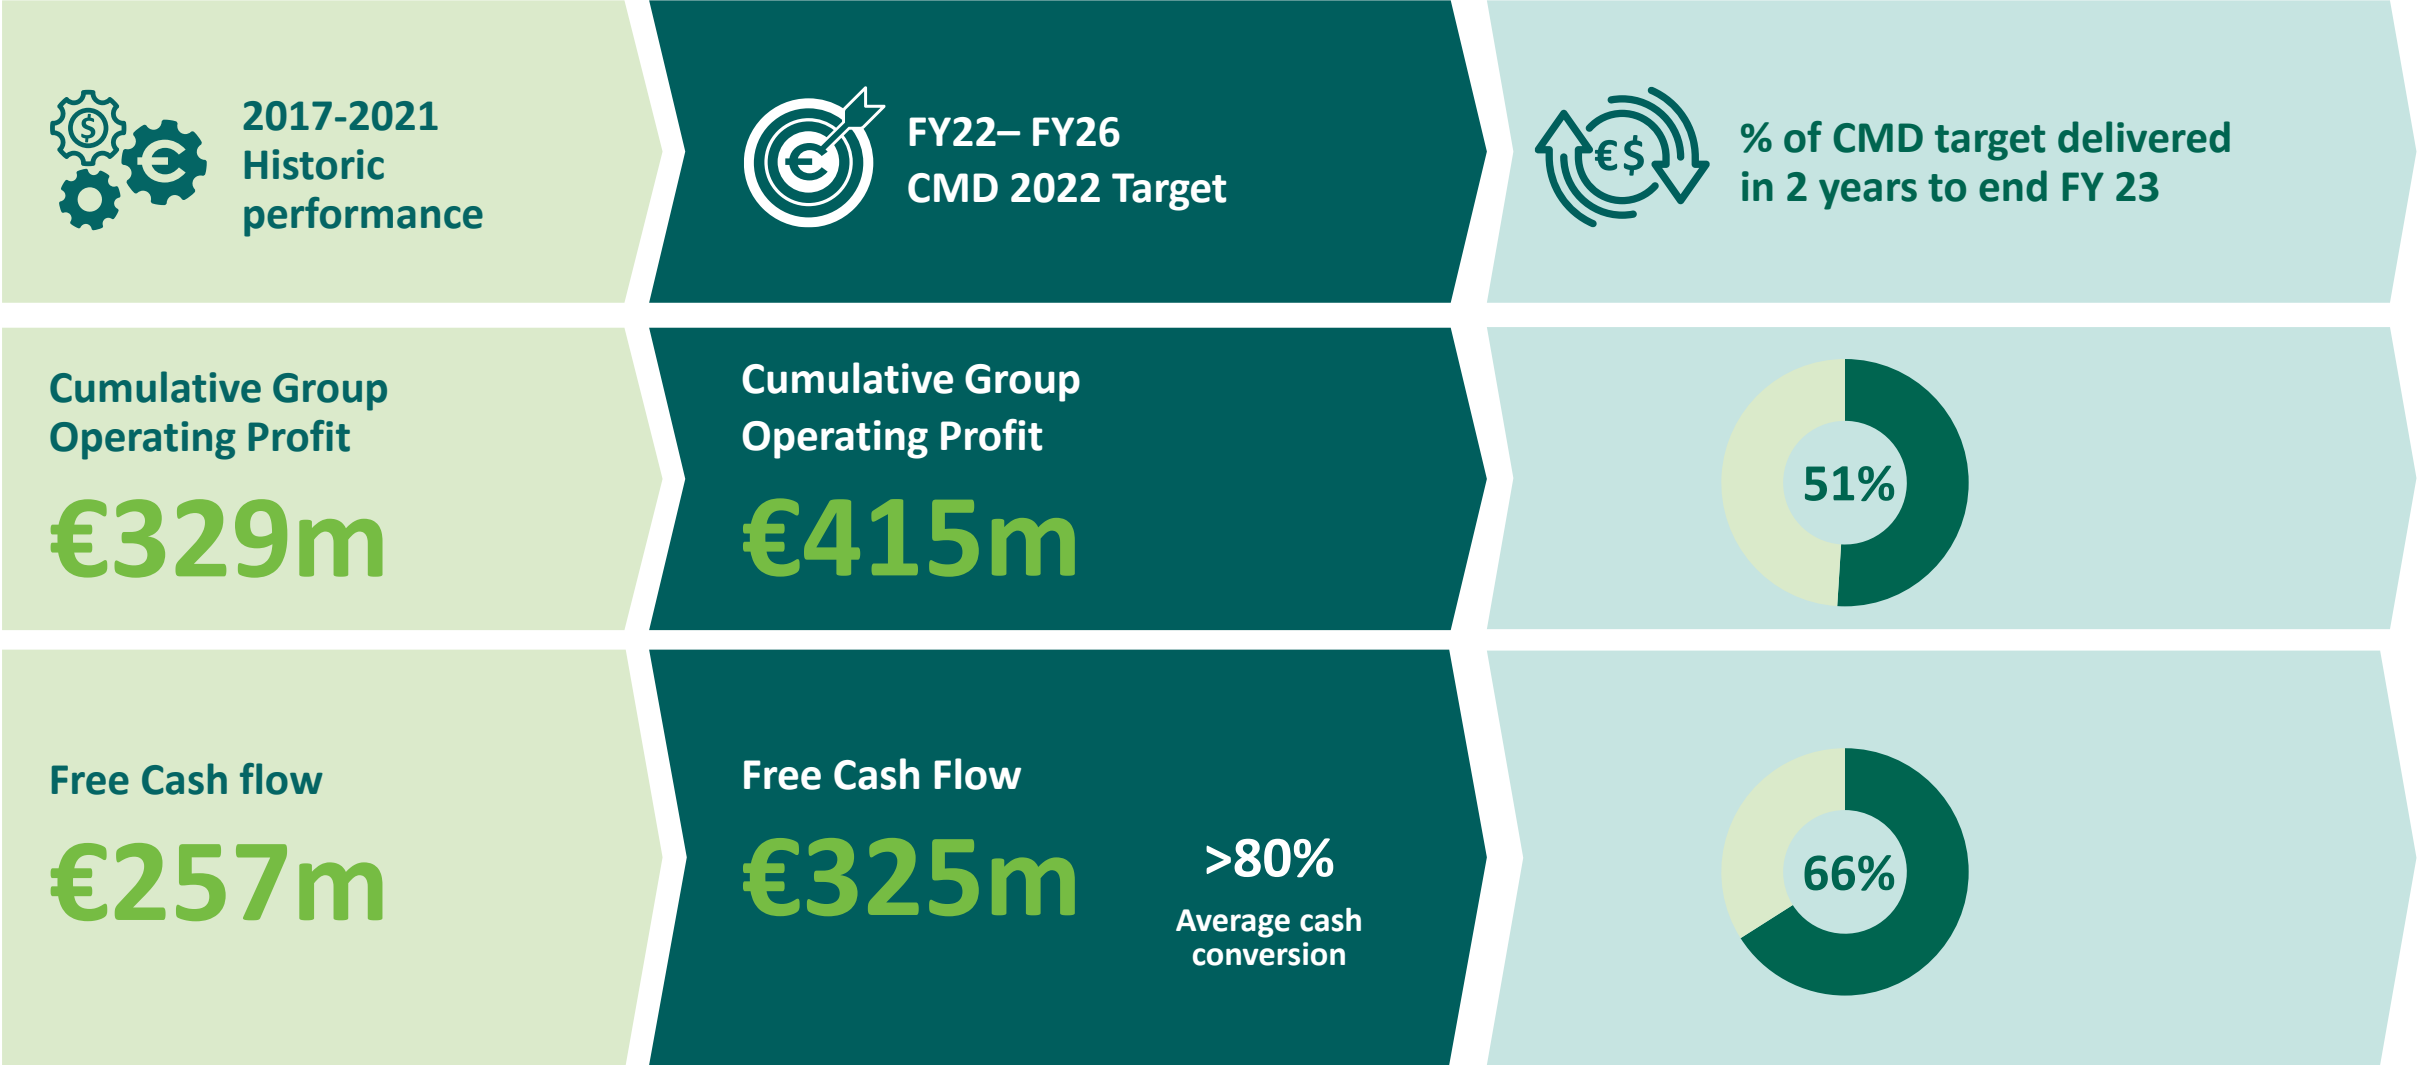 2017-2021
Historic
performance
FY22– FY26
CMD 2022 Target
€$
% of CMD target delivered
in 2 years to end FY 23
Cumulative Group
Operating Profit
€329m
Cumulative Group
Operating Profit
€415m
51%
Free Cash flow
€257m
Free Cash Flow
€325m
>80%
Average cash
conversion
66%